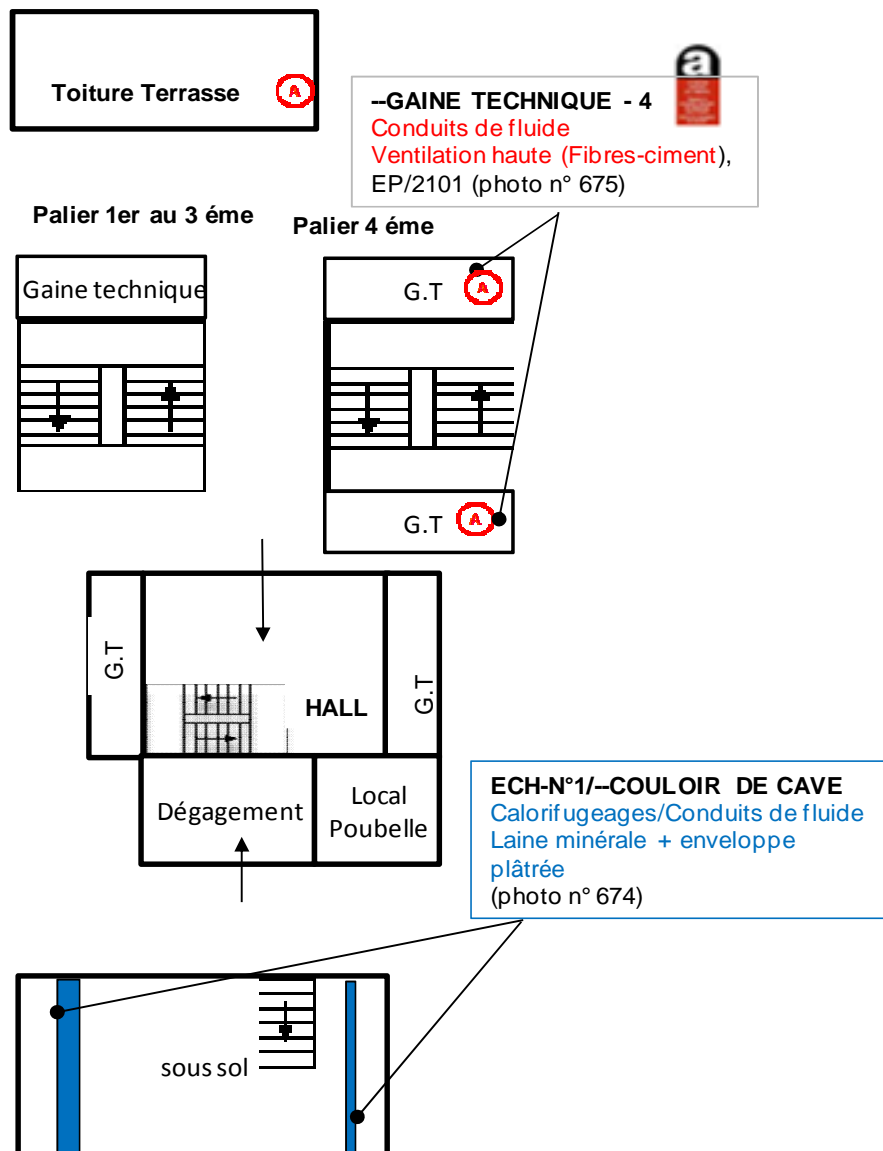 Toiture Terrasse
A
a
--GAINE TECHNIQUE - 4
Conduits de fluide
Ventilation haute (Fibres-ciment),
EP/2101 (photo n° 675)
Palier 1er au 3 éme
Palier 4 éme
Gaine technique
G.T
A
G.T
A
G.T
HALL
G.T
Dégagement
Local
Poubelle
ECH-N°1/--COULOIR DE CAVE
Calorifugeages/Conduits de fluide
Laine minérale + enveloppe
plâtrée
(photo n° 674)
sous sol